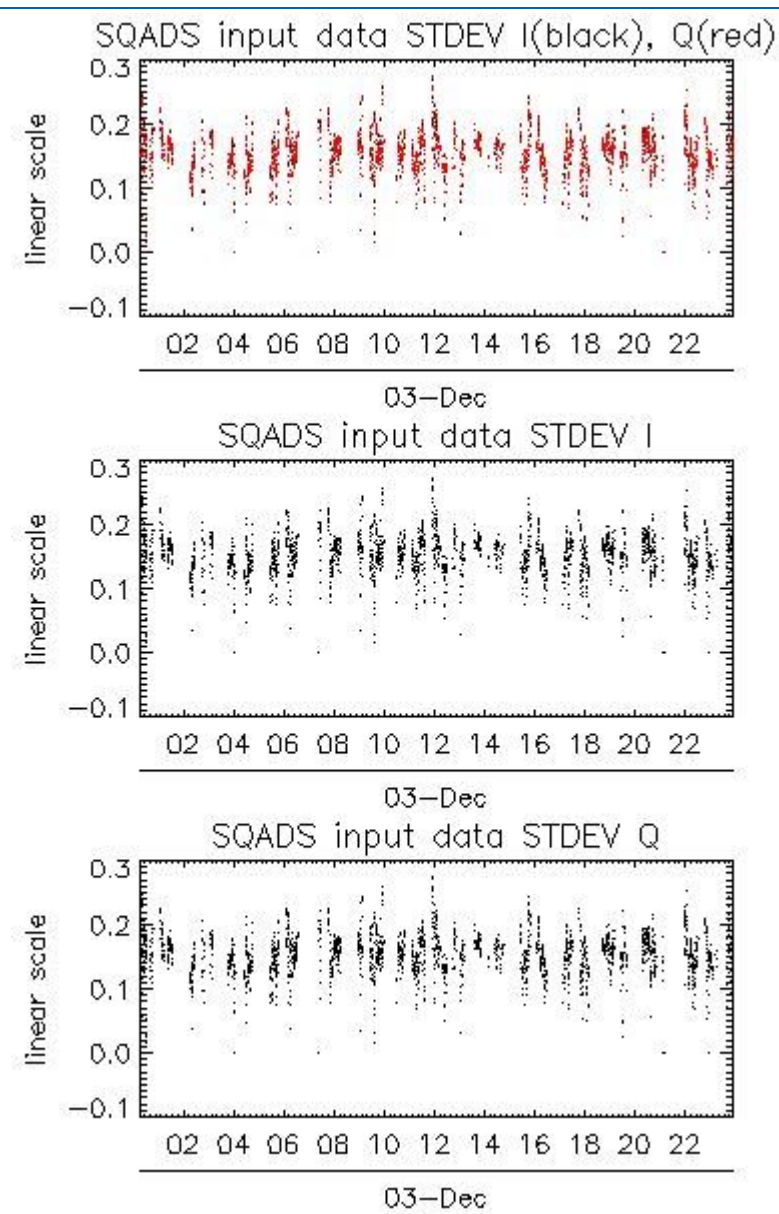 SQADS input data STDEV I(black), Q(red)
0.3
0.2
0.1
0.0
−0.1
linear scale
02 04 06 08 10 12 14 16 18 20 22
03−Dec
SQADS input data STDEV I
0.3
0.2
0.1
0.0
−0.1
linear scale
02 04 06 08 10 12 14 16 18 20 22
03−Dec
SQADS input data STDEV Q
0.3
0.2
0.1
0.0
−0.1
linear scale
02 04 06 08 10 12 14 16 18 20 22
03−Dec